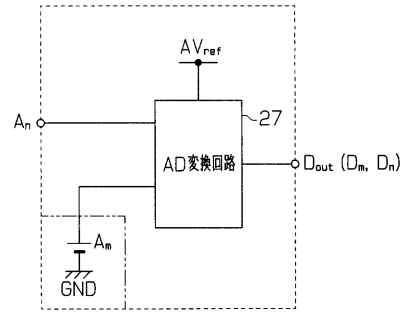 AVref
27
An
AD変換回路
Dout (Dm, Dn)
Am
GND